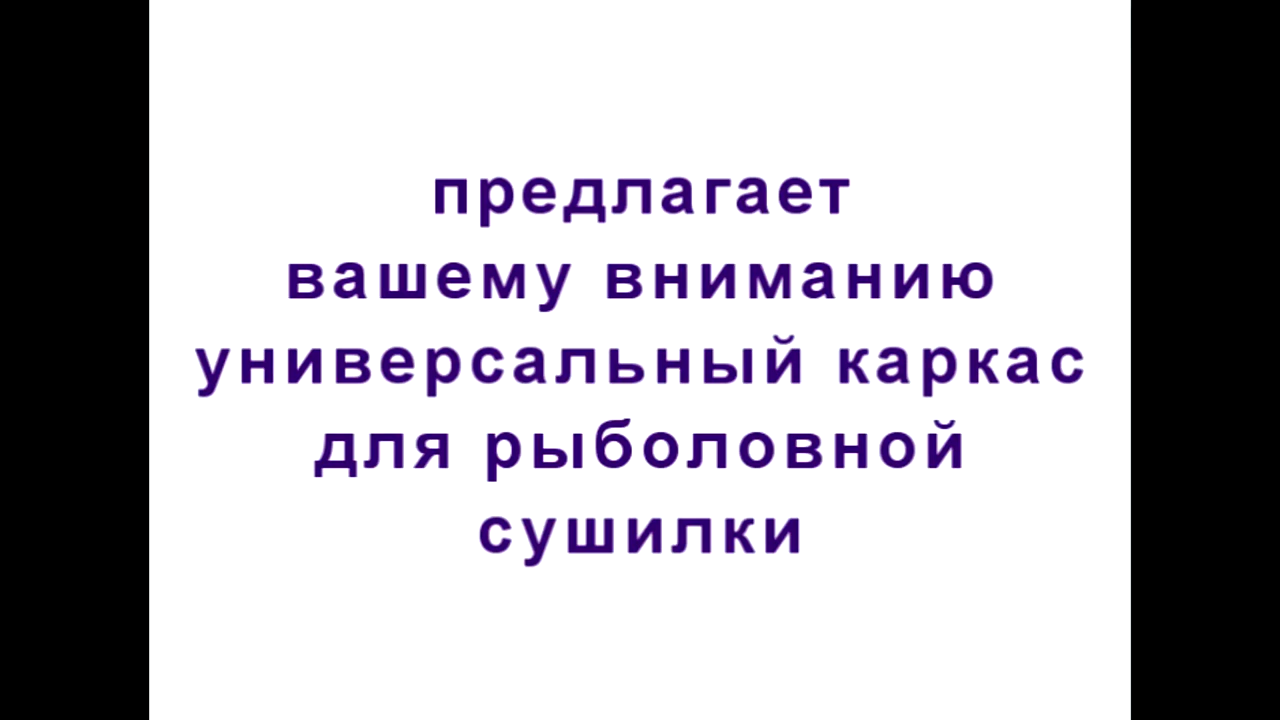 предлагает
вашему вниманию
универсальный каркас
для рыболовной
сушилки